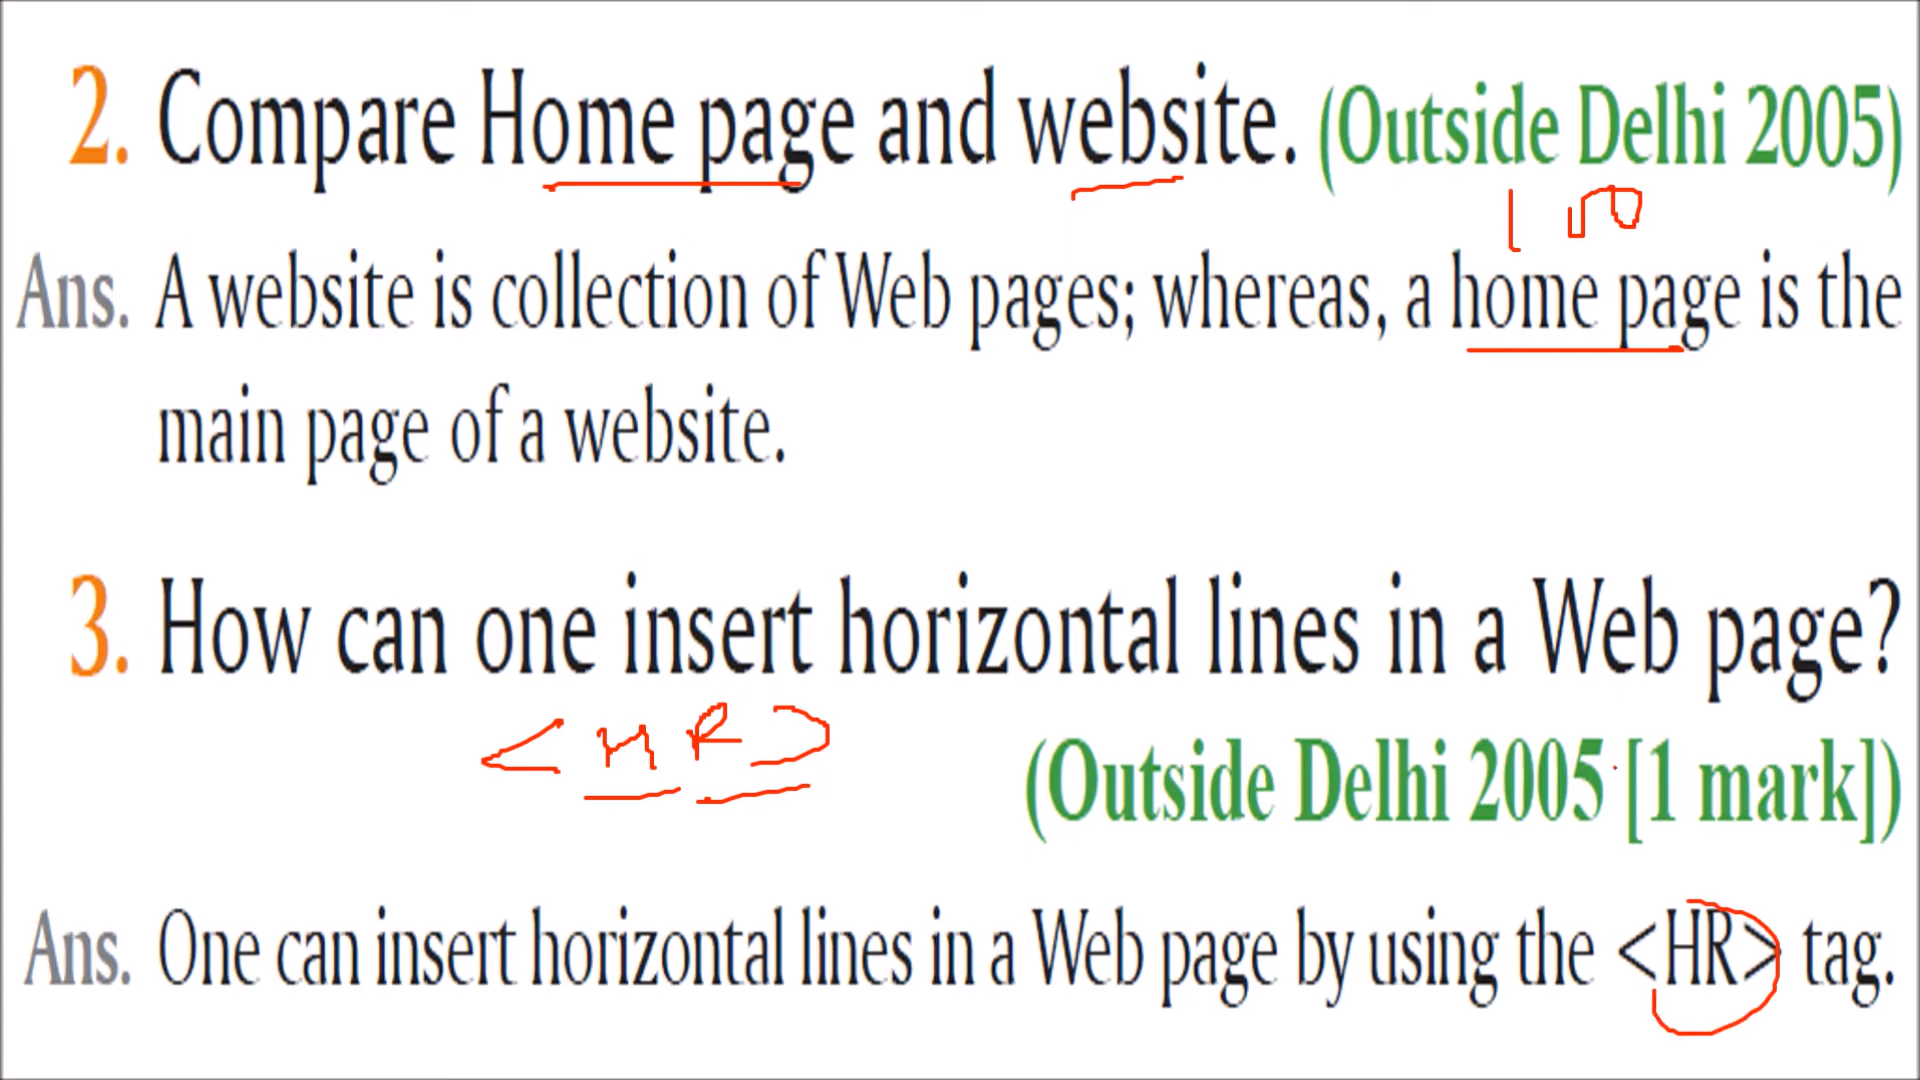 2. Compare Home page and website. (Outside Delhi 2005)
Ans. A website is collection of Web pages; whereas, a home page is the
main page of a website.
3. How can one insert horizontal lines in a Web page?
<HR>
(Outside Delhi 2005 [1 mark])
Ans. One can insert horizontal lines in a Web page by using the <HR> tag.